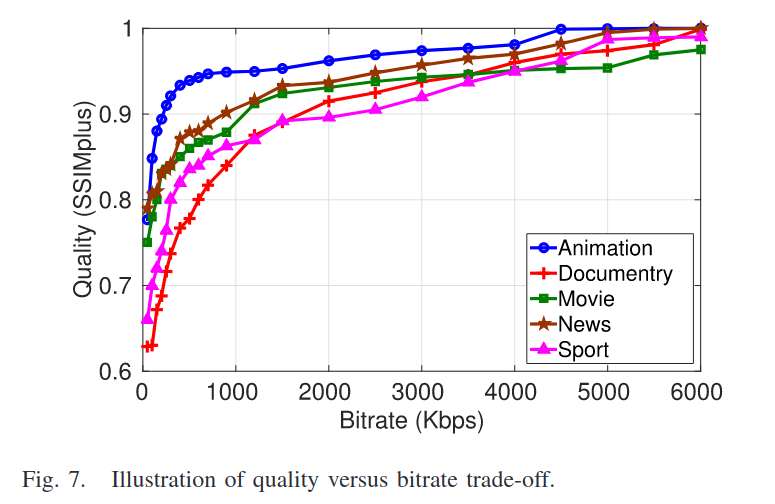 1
0.9
0.8
0.7
0.6
Quality (SSIMplus)
Animation
Documentry
Movie
News
Sport
0 1000 2000 3000 4000 5000 6000
Bitrate (Kbps)
Fig. 7. Illustration of quality versus bitrate trade-off.